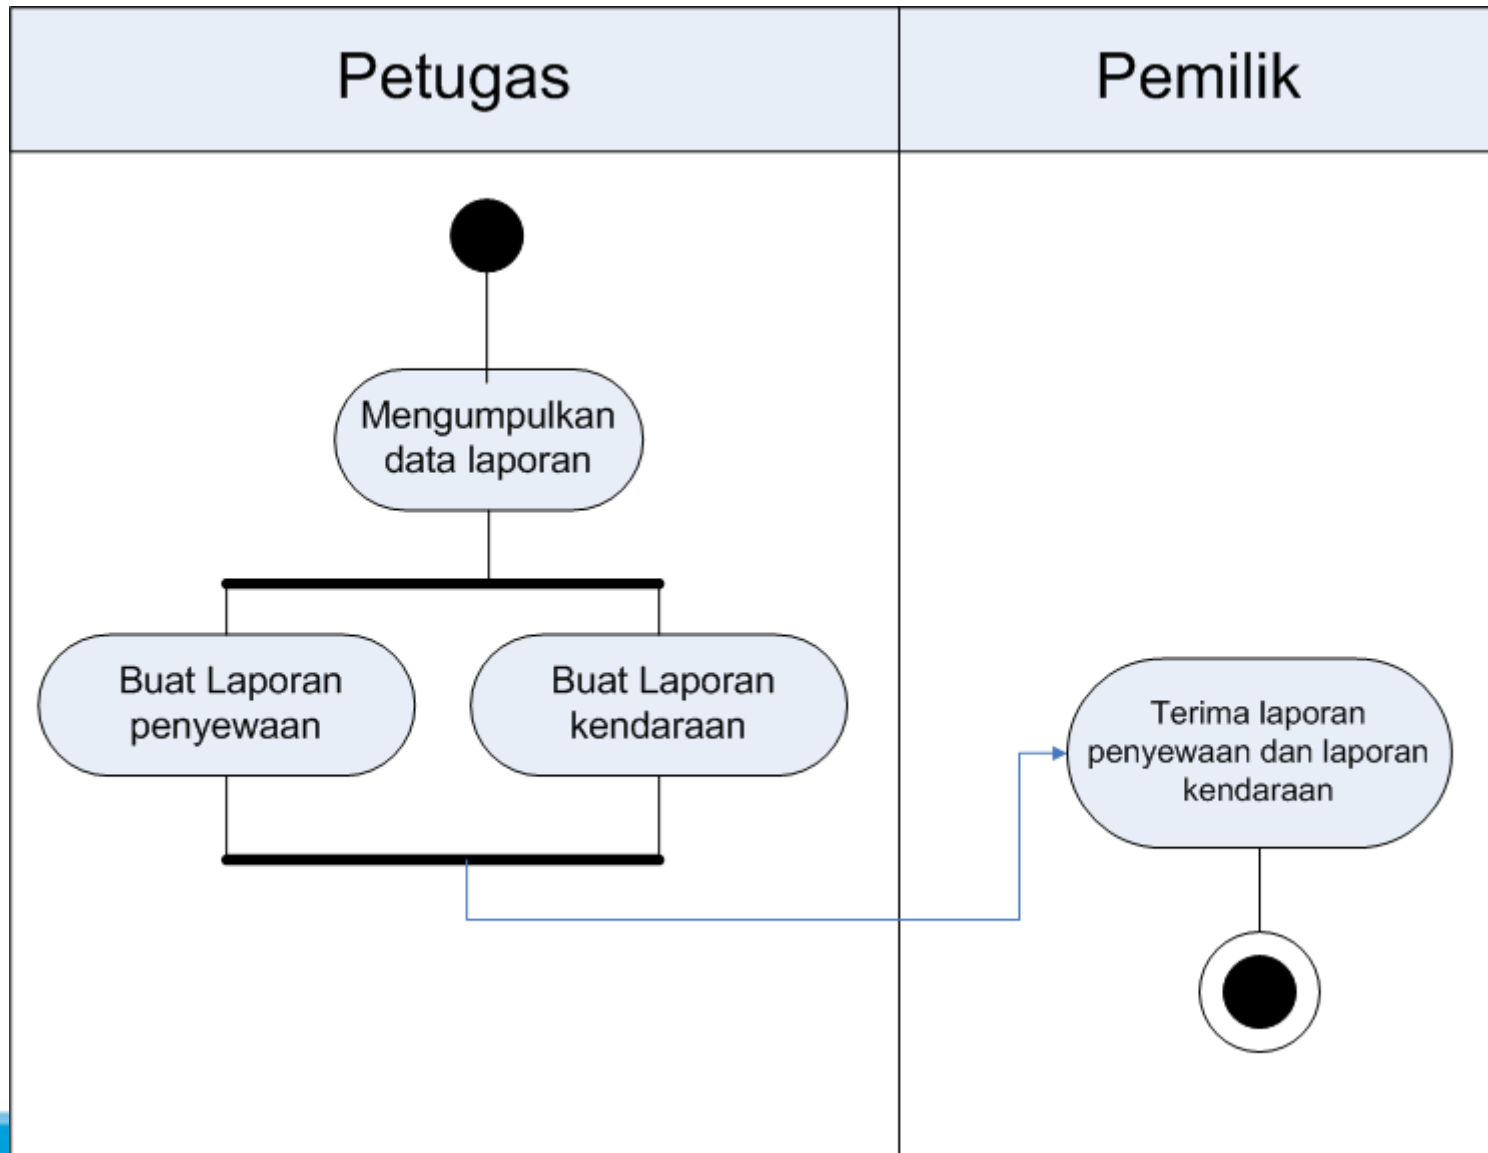 Petugas
Pemilik
Mengumpulkan
data laporan
Buat Laporan
penyewaan
Buat Laporan
kendaraan
Terima laporan
penyewaan dan laporan
kendaraan